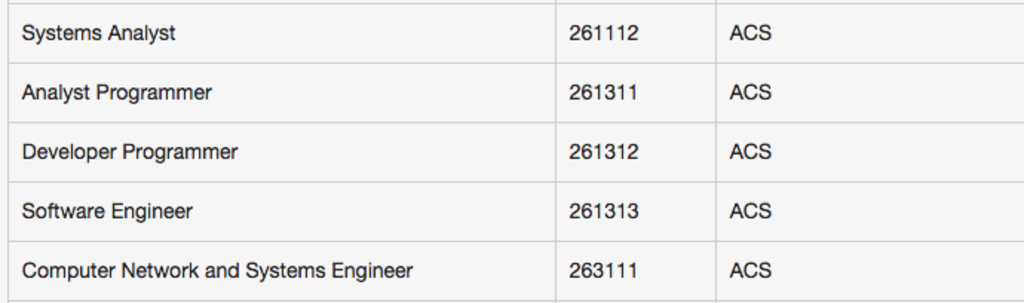 Systems Analyst 261112 ACS
Analyst Programmer 261311 ACS
Developer Programmer 261312 ACS
Software Engineer 261313 ACS
Computer Network and Systems Engineer 263111 ACS